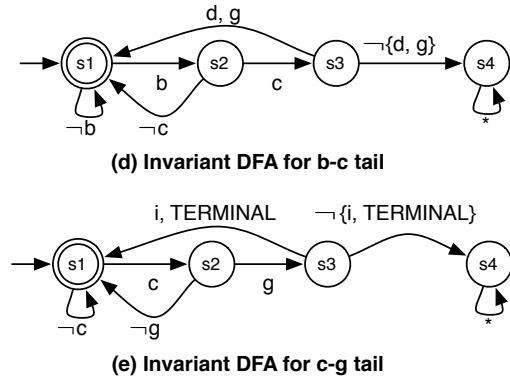 d, g
¬{d, g}
s1 s2 s3 s4
b c
¬b ¬c *
(d) Invariant DFA for b-c tail
i, TERMINAL ¬{i, TERMINAL}
s1 s2 s3 s4
c g
¬c ¬g *
(e) Invariant DFA for c-g tail